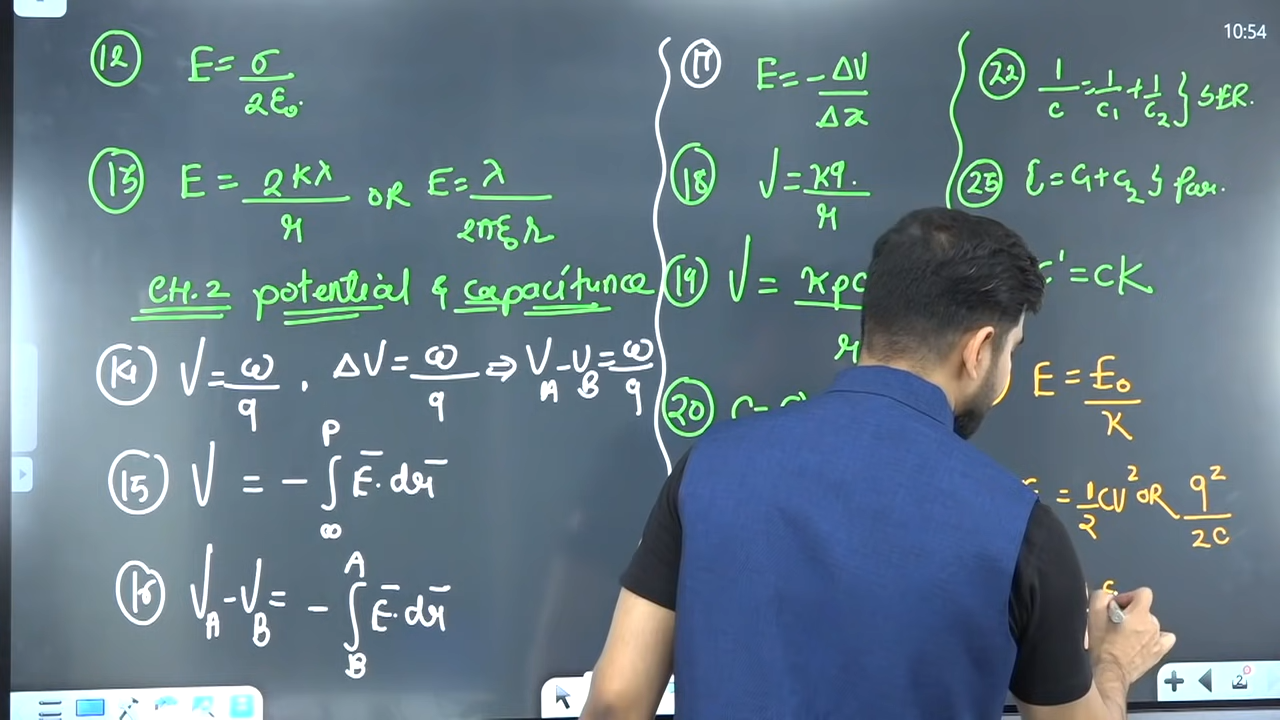 10:54
⑫ E = σ/2ε₀.
⑬ E = 2Kλ/r OR E = λ/2πε₀r
CH.2 potential & capacitance
⑭ V = ω/q, ΔV = ω/q ⇒ V_A - V_B = ω/q
⑮ V = - ∫_∞^P E̅. dr̅
⑯ V_A - V_B = - ∫_B^A E̅. dr̅
⑰ E = -ΔV/Δx
⑱ V = Kq./r
⑲ V =
⑳
㉒ 1/C = 1/C₁ + 1/C₂ } SER.
C = C₁ + C₂ } Par.
C' = CK
E = E₀/K
= 1/2 CV² OR q²/2C
2